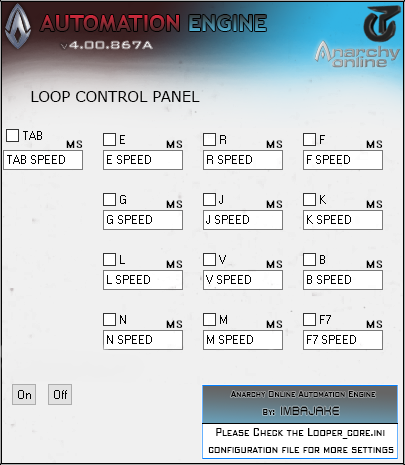 AUTOMATION ENGINE
v4.00.867A
Anarchy
online
LOOP CONTROL PANEL
TAB MS
TAB SPEED
E MS R MS F MS
E SPEED R SPEED F SPEED
G MS J MS K MS
G SPEED J SPEED K SPEED
L MS V MS B MS
L SPEED V SPEED B SPEED
N MS M MS F7 MS
N SPEED M SPEED F7 SPEED
On Off
Anarchy Online Automation Engine
By: IMBAJAKE
Please Check the Looper_core.ini
configuration file for more settings